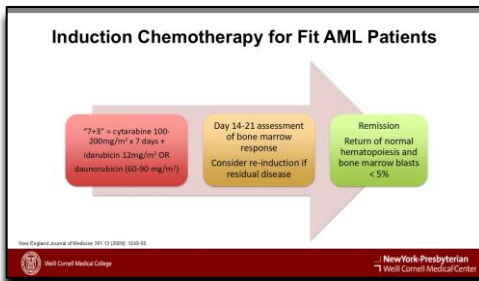 Induction Chemotherapy for Fit AML Patients
"7+3" = cytarabine 100-
200mg/m² x 7 days +
idarubicin 12mg/m² OR
daunorubicin (60-90 mg/m²)
Day 14-21 assessment of
bone marrow
response
Consider re-induction if
residual disease
Remission
Return of normal
hematopoiesis and
bone marrow blasts
< 5%
New England Journal of Medicine 361 13 (2009): 1249-59
Weill Cornell Medical College
NewYork-Presbyterian
Weill Cornell Medical Center